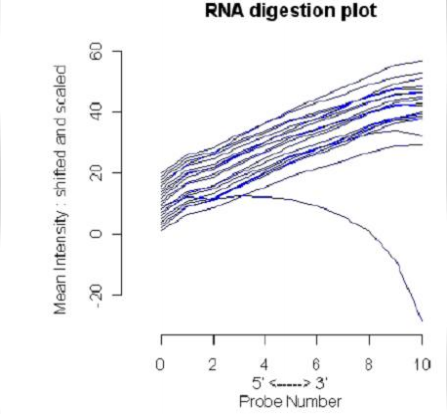 RNA digestion plot
Mean Intensity : shifted and scaled
60
40
20
0
-20
0 2 4 6 8 10
5' <-----> 3'
Probe Number